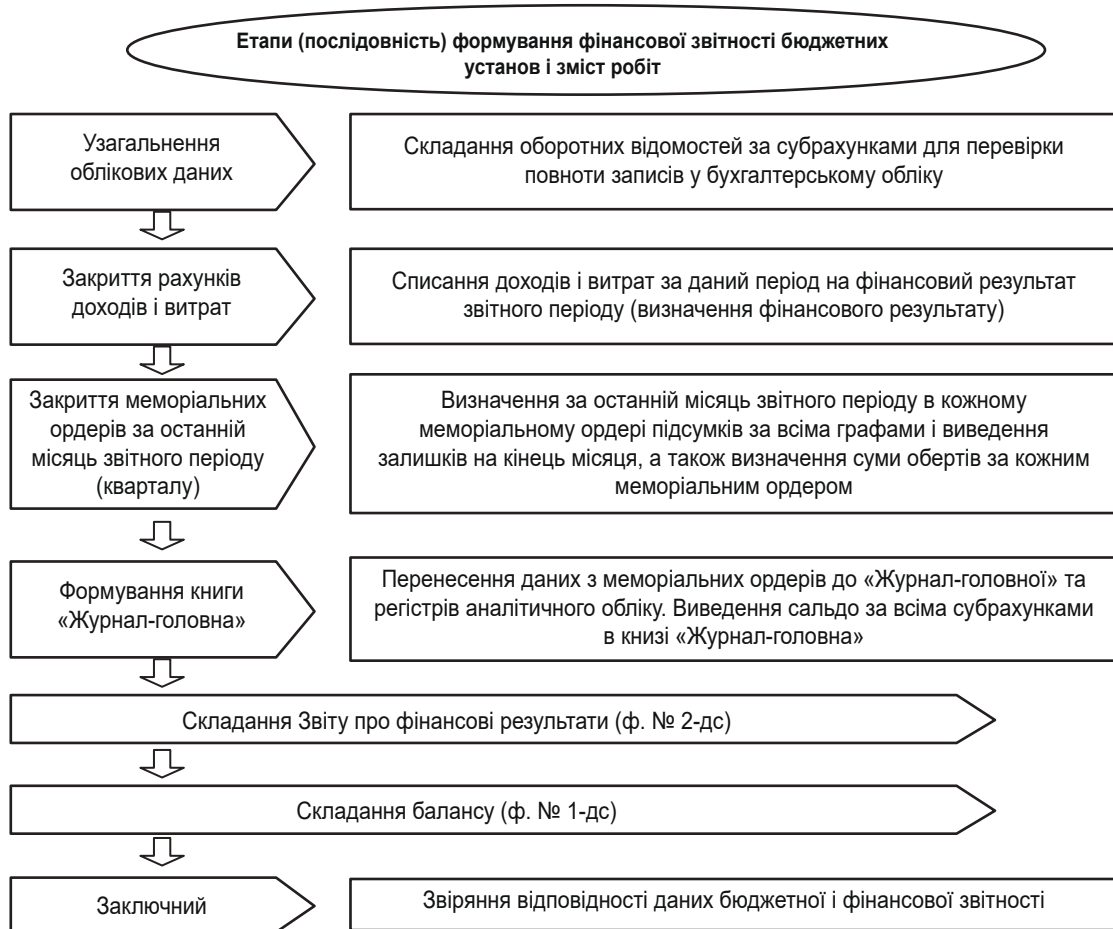 Етапи (послідовність) формування фінансової звітності бюджетних
установ і зміст робіт
Узагальнення
облікових даних
Складання оборотних відомостей за субрахунками для перевірки
повноти записів у бухгалтерському обліку
Закриття рахунків
доходів і витрат
Списання доходів і витрат за даний період на фінансовий результат
звітного періоду (визначення фінансового результату)
Закриття меморіальних
ордерів за останній
місяць звітного періоду
(кварталу)
Визначення за останній місяць звітного періоду в кожному
меморіальному ордері підсумків за всіма графами і виведення
залишків на кінець місяця, а також визначення суми обертів за кожним
меморіальним ордером
Формування книги
«Журнал-головна»
Перенесення даних з меморіальних ордерів до «Журнал-головної» та
регістрів аналітичного обліку. Виведення сальдо за всіма субрахунками
в книзі «Журнал-головна»
Складання Звіту про фінансові результати (ф. № 2-дс)
Складання балансу (ф. № 1-дс)
Заключний
Звіряння відповідності даних бюджетної і фінансової звітності